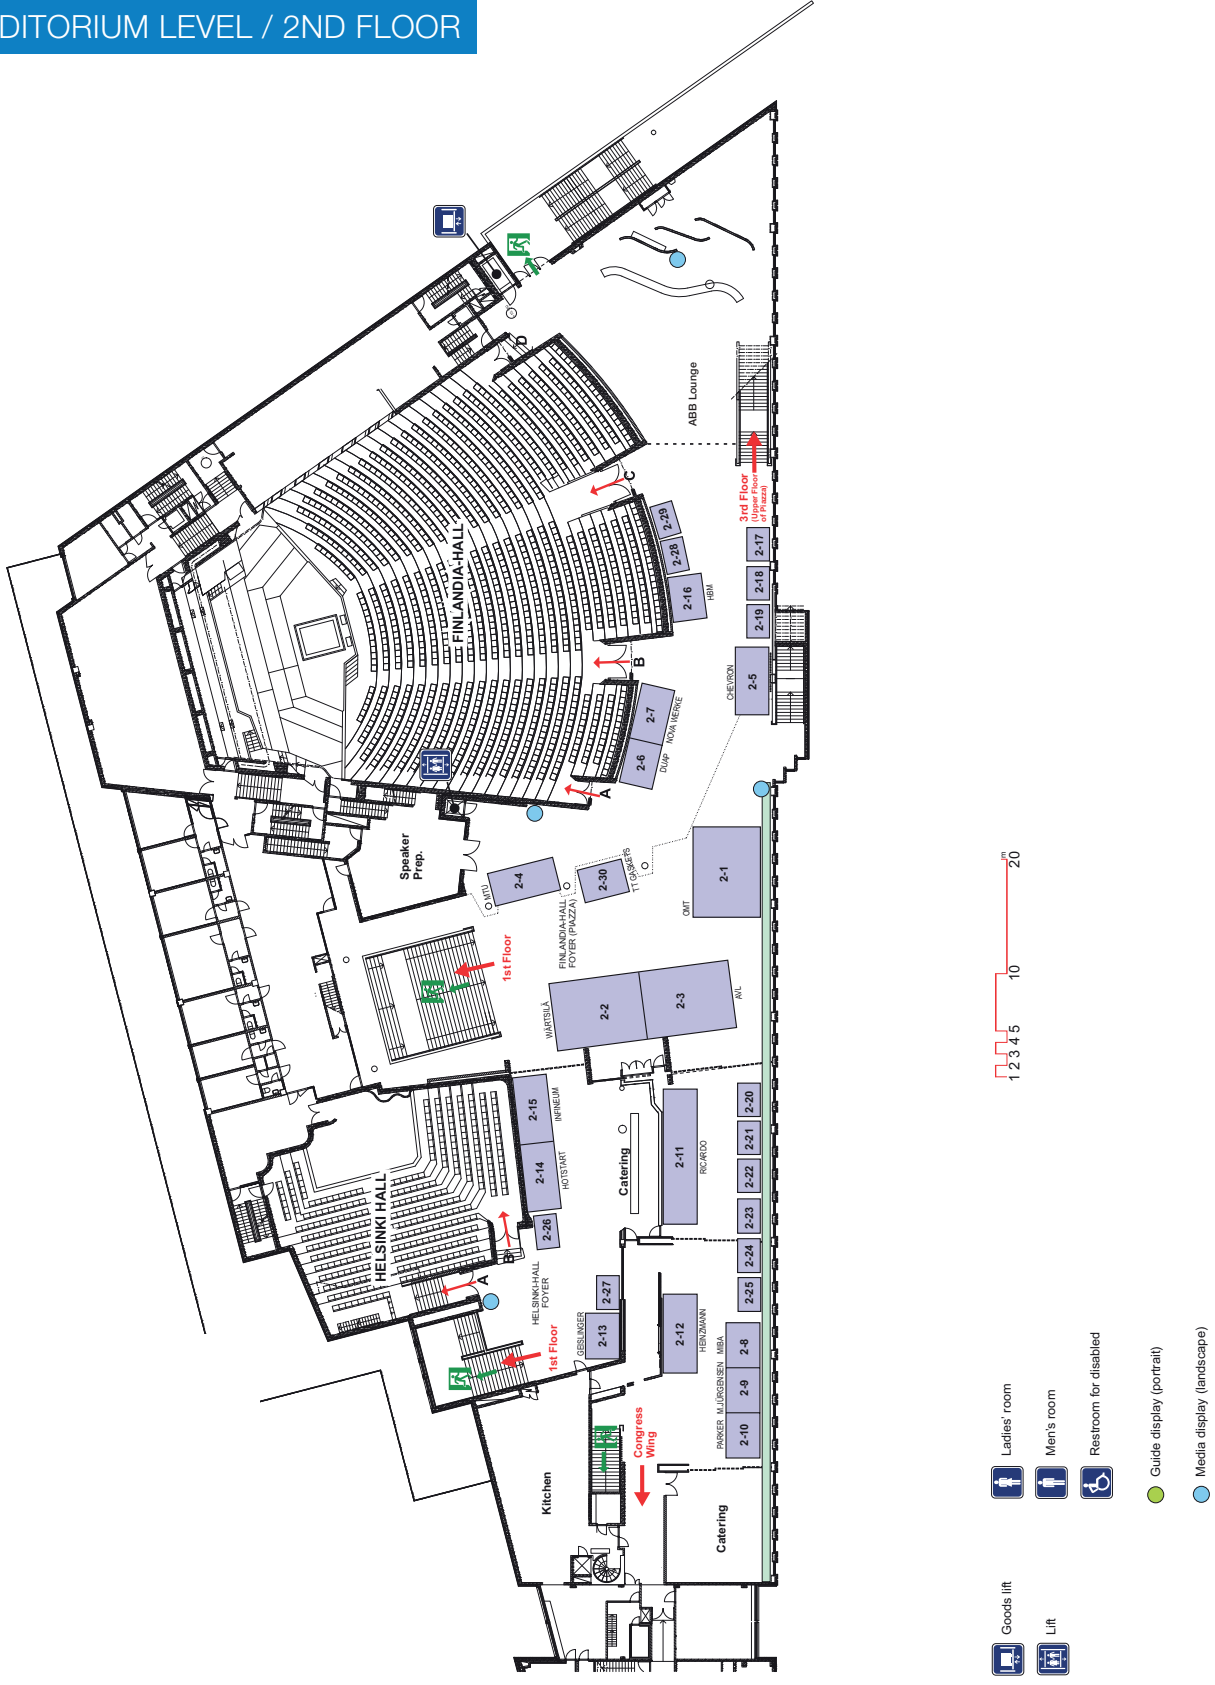 DITORIUM LEVEL / 2ND FLOOR
D
ABB Lounge
C
3rd Floor
(Upper Floor
of Piazza)
FINLANDIA-HALL
2-29
2-28
2-16
HBM
2-17
2-18
2-19
B
CHEVRON
2-5
2-7
NOVA WERKE
2-6
DUAP
A
Speaker
Prep.
MTU
2-4
2-30
TT GASKETS
2-1
OMT
FINLANDIA-HALL
FOYER (PIAZZA)
1st Floor
WÄRTSILÄ
2-2
2-3
AVL
2-15
INFINEUM
2-14
HOTSTART
2-26
HELSINKI HALL
B
A
HELSINKI-HALL
FOYER
Catering
2-11
RICARDO
2-20
2-21
2-22
2-23
2-24
2-25
2-27
GEISLINGER
2-13
2-12
HEINZMANN
1st Floor
MIBA
2-8
M.JÜRGENSEN
2-9
PARKER
2-10
Congress
Wing
Kitchen
Catering
1 2 3 4 5
10
20
m
Ladies' room
Men's room
Restroom for disabled
Guide display (portrait)
Media display (landscape)
Goods lift
Lift